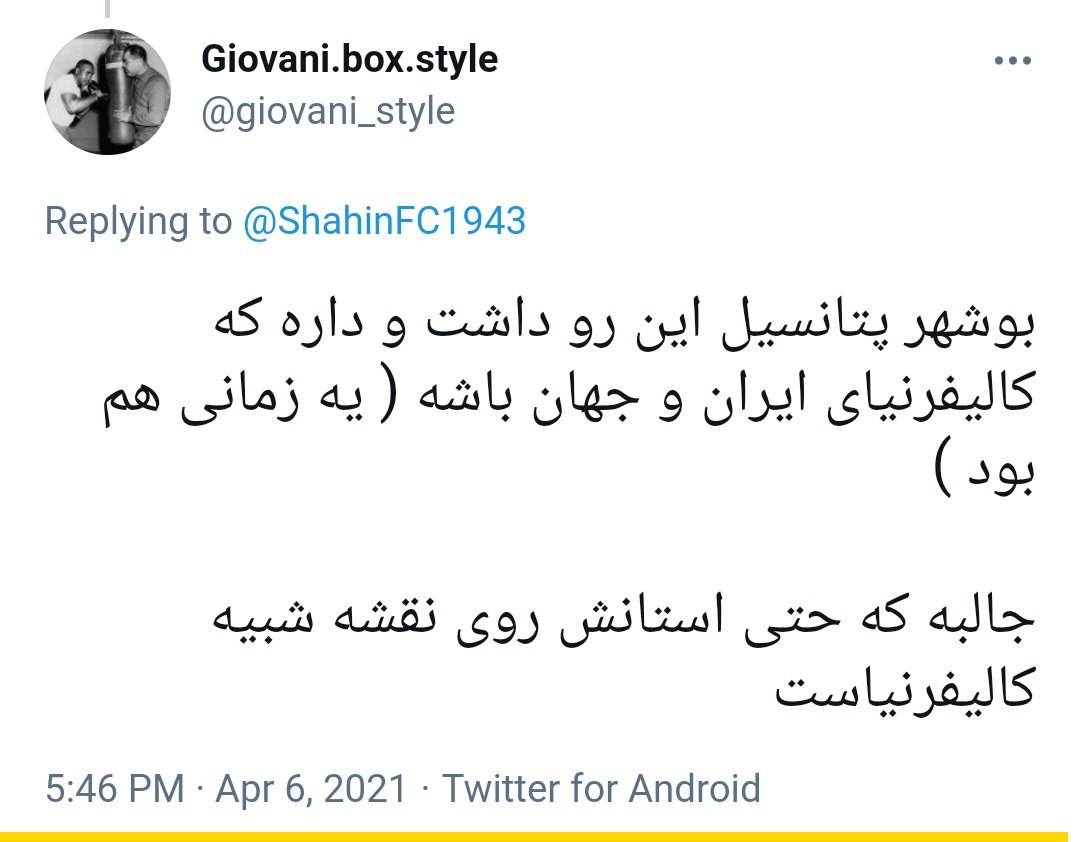 Giovani.box.style
@giovani_style
Replying to @ShahinFC1943
بوشهر پتانسیل این رو داشت و داره که
کالیفرنیای ایران و جهان باشه ( یه زمانی هم
بود )
جالبه که حتی استانش روی نقشه شبیه
کالیفرنیاست
5:46 PM · Apr 6, 2021 · Twitter for Android